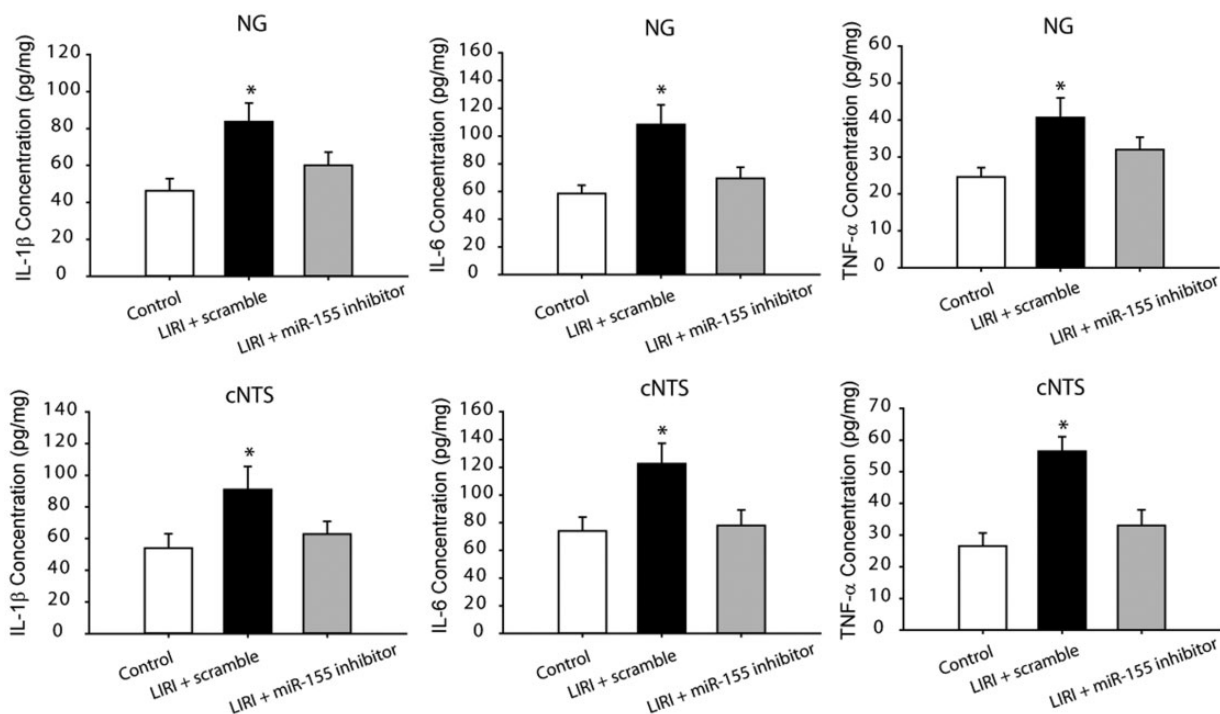 NG
IL-1β Concentration (pg/mg)
120
100
80
60
40
20
0
*
Control
LIRI + scramble
LIRI + miR-155 inhibitor
NG
IL-6 Concentration (pg/mg)
160
140
120
100
80
60
40
20
0
*
Control
LIRI + scramble
LIRI + miR-155 inhibitor
NG
TNF-α Concentration (pg/mg)
60
50
40
30
20
10
0
*
Control
LIRI + scramble
LIRI + miR-155 inhibitor
cNTS
IL-1β Concentration (pg/mg)
140
120
100
80
60
40
20
0
*
Control
LIRI + scramble
LIRI + miR-155 inhibitor
cNTS
IL-6 Concentration (pg/mg)
160
140
120
100
80
60
40
20
0
*
Control
LIRI + scramble
LIRI + miR-155 inhibitor
cNTS
TNF-α Concentration (pg/mg)
70
60
50
40
30
20
10
0
*
Control
LIRI + scramble
LIRI + miR-155 inhibitor